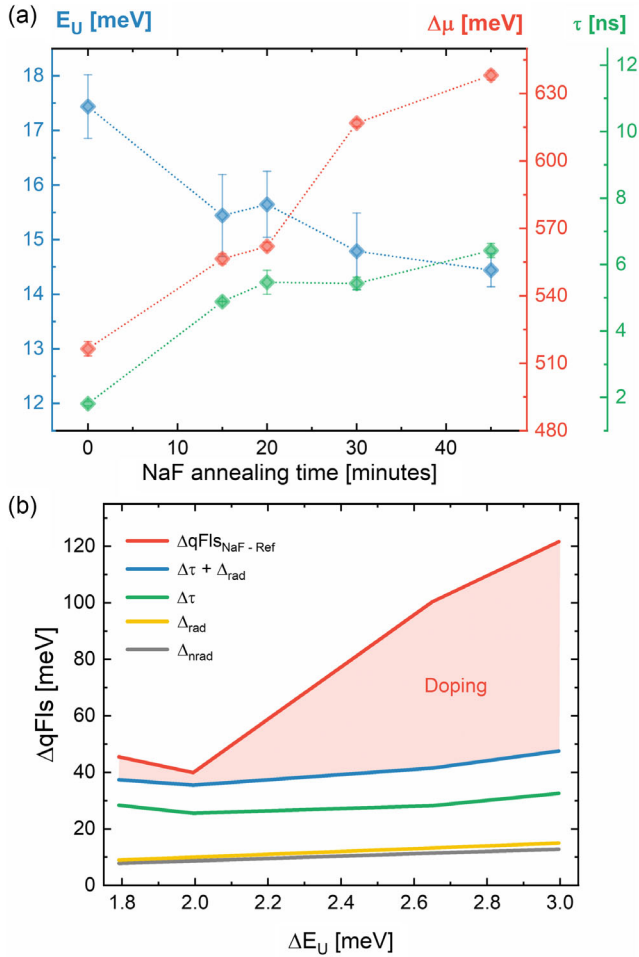 (a)
E_U [meV] Δμ [meV] τ [ns]
18
17
16
15
14
13
12
630
600
570
540
510
480
12
10
8
6
4
2
0 10 20 30 40
NaF annealing time [minutes]
(b)
ΔqFls_NaF - Ref
Δτ + Δ_rad
Δτ
Δ_rad
Δ_nrad
Doping
ΔqFls [meV]
120
100
80
60
40
20
0
1.8 2.0 2.2 2.4 2.6 2.8 3.0
ΔE_U [meV]